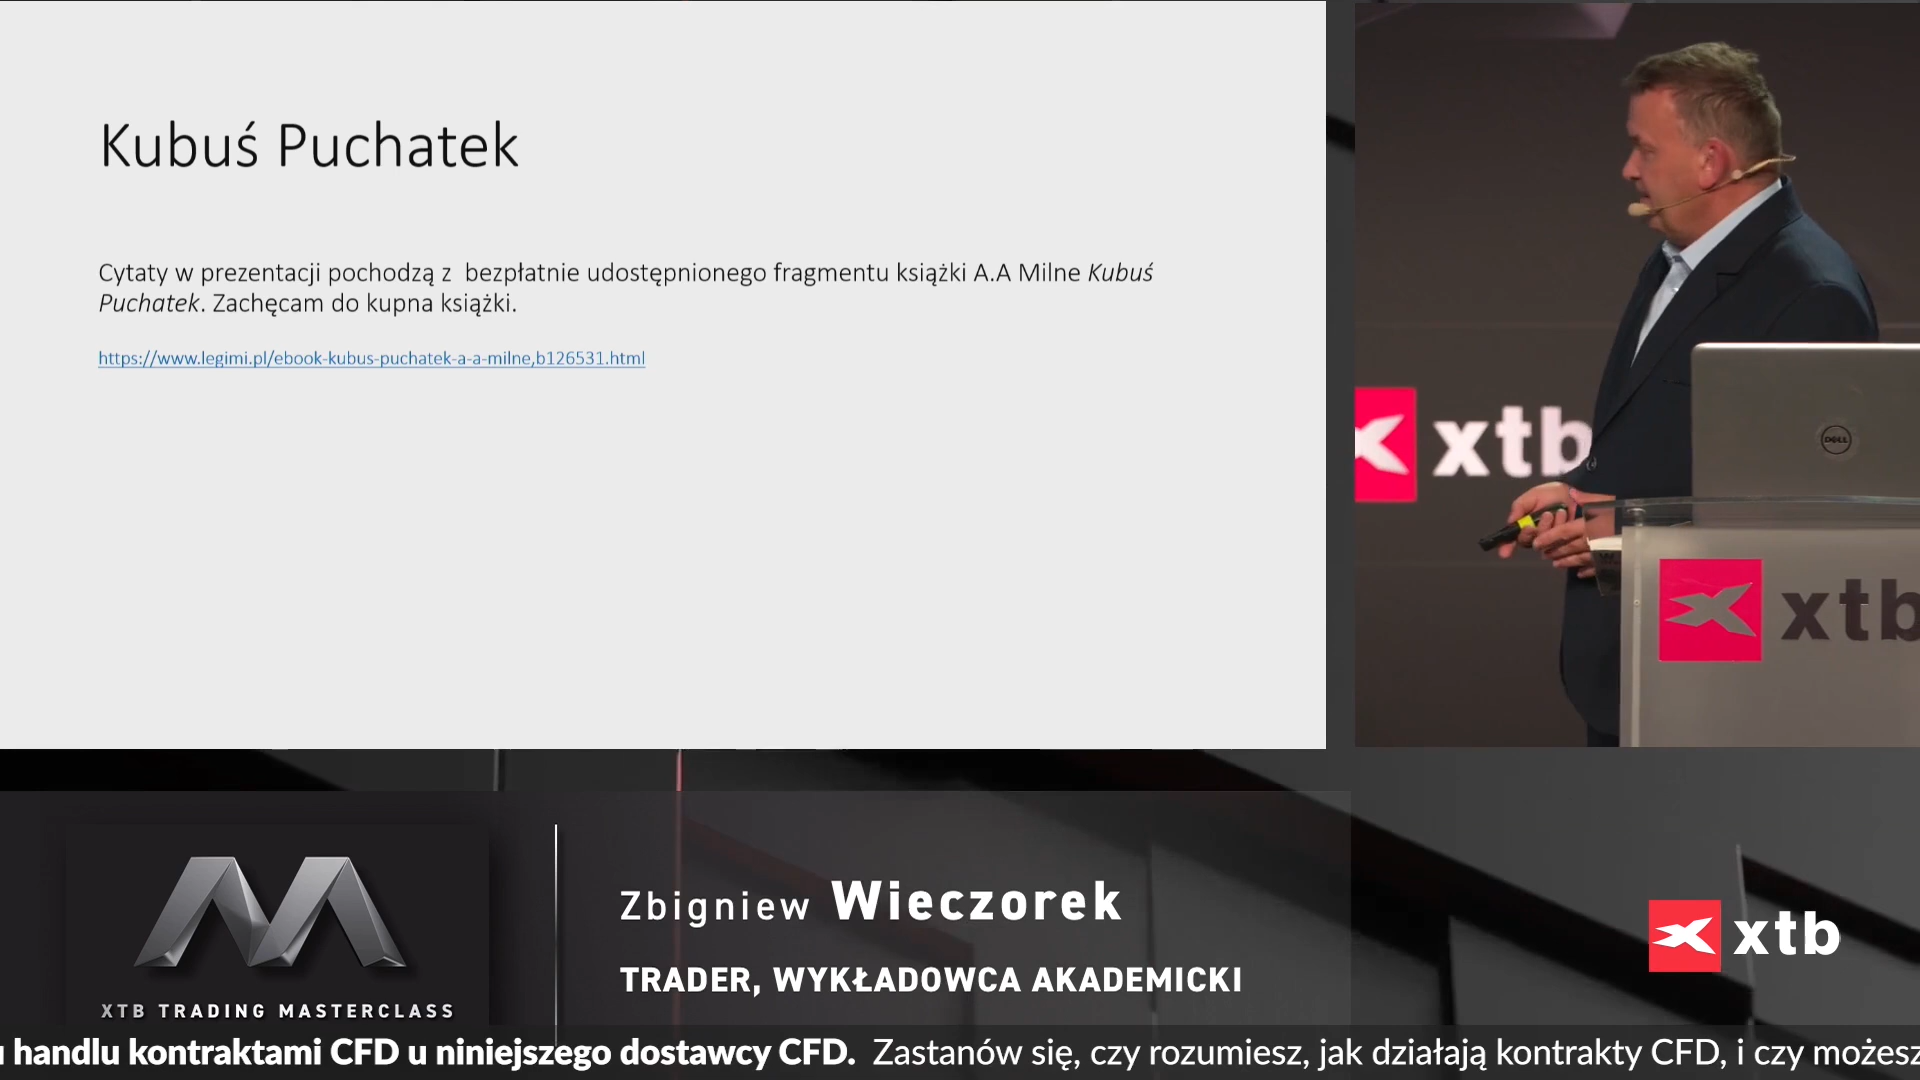 Kubuś Puchatek
Cytaty w prezentacji pochodzą z bezpłatnie udostępnionego fragmentu książki A.A Milne Kubuś
Puchatek. Zachęcam do kupna książki.
https://www.legimi.pl/ebook-kubus-puchatek-a-a-milne,b126531.html
xtb
DELL
xtb
Zbigniew Wieczorek
TRADER, WYKŁADOWCA AKADEMICKI
XTB TRADING MASTERCLASS
xtb
handlu kontraktami CFD u niniejszego dostawcy CFD. Zastanów się, czy rozumiesz, jak działają kontrakty CFD, i czy możesz